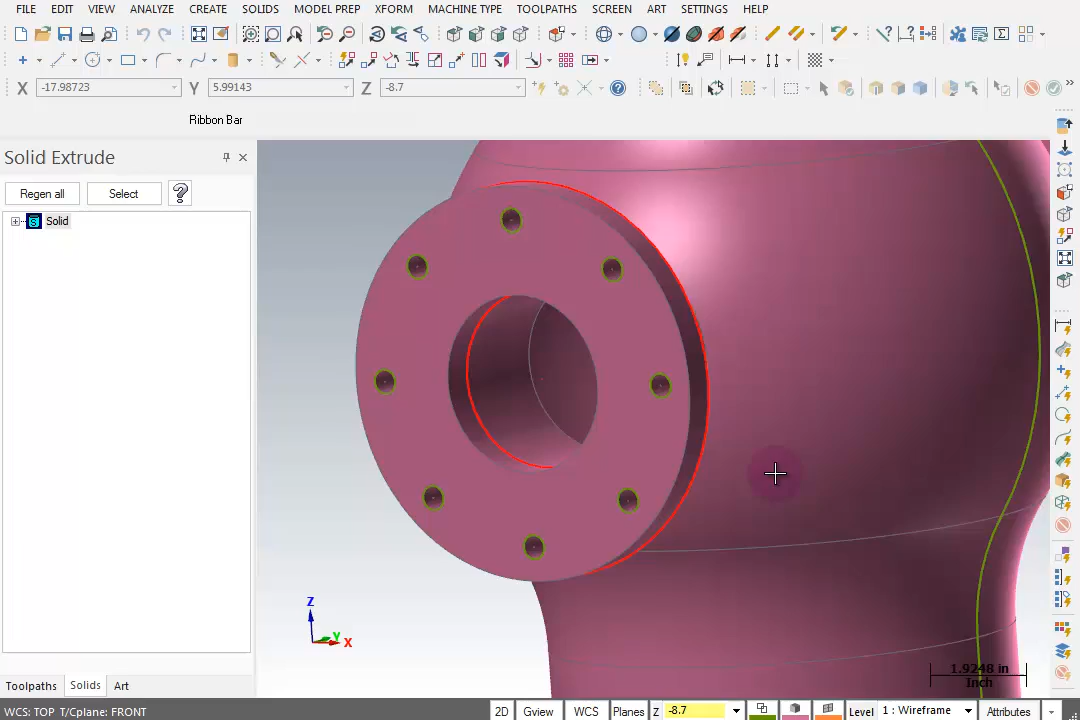 FILE EDIT VIEW ANALYZE CREATE SOLIDS MODEL PREP XFORM MACHINE TYPE TOOLPATHS SCREEN ART SETTINGS HELP
X -17.98723 Y 5.99143 Z -8.7
Ribbon Bar
Solid Extrude
Regen all Select ?
Solid
Z
Y
X
1.9248 in
Inch
Toolpaths Solids Art
WCS: TOP T/Cplane: FRONT 2D Gview WCS Planes Z -8.7 Level 1 : Wireframe Attributes